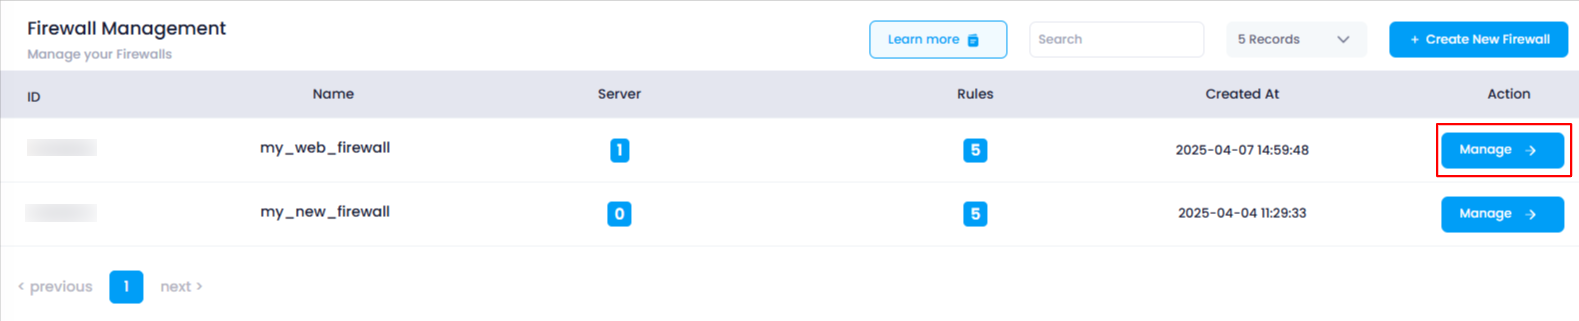 Firewall Management
Manage your Firewalls
Learn more
Search
5 Records
+ Create New Firewall
ID Name Server Rules Created At Action
my_web_firewall 1 5 2025-04-07 14:59:48 Manage →
my_new_firewall 0 5 2025-04-04 11:29:33 Manage →
< previous 1 next >